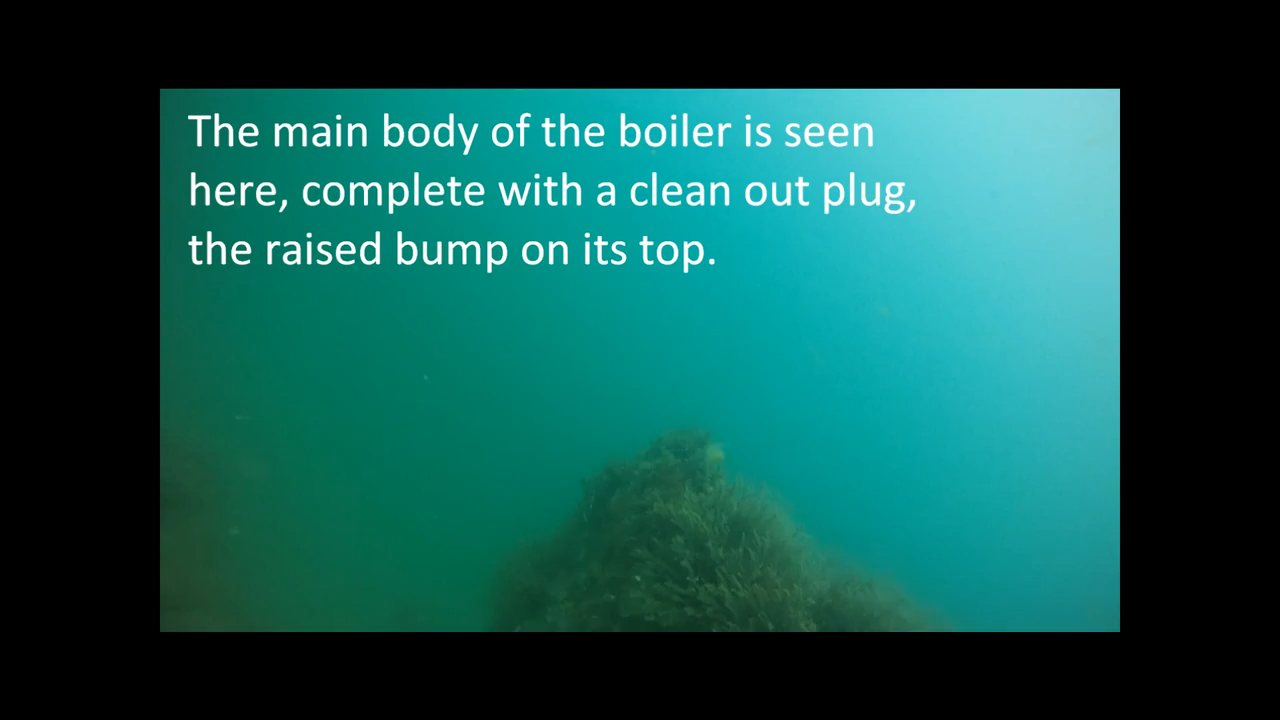 The main body of the boiler is seen
here, complete with a clean out plug,
the raised bump on its top.